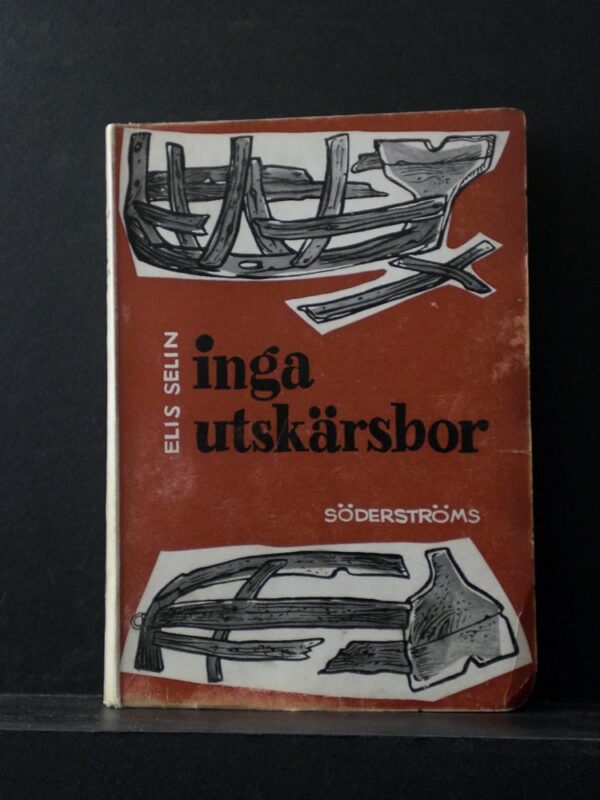 ELIS SELIN
inga
utskärsbor
SÖDERSTRÖMS